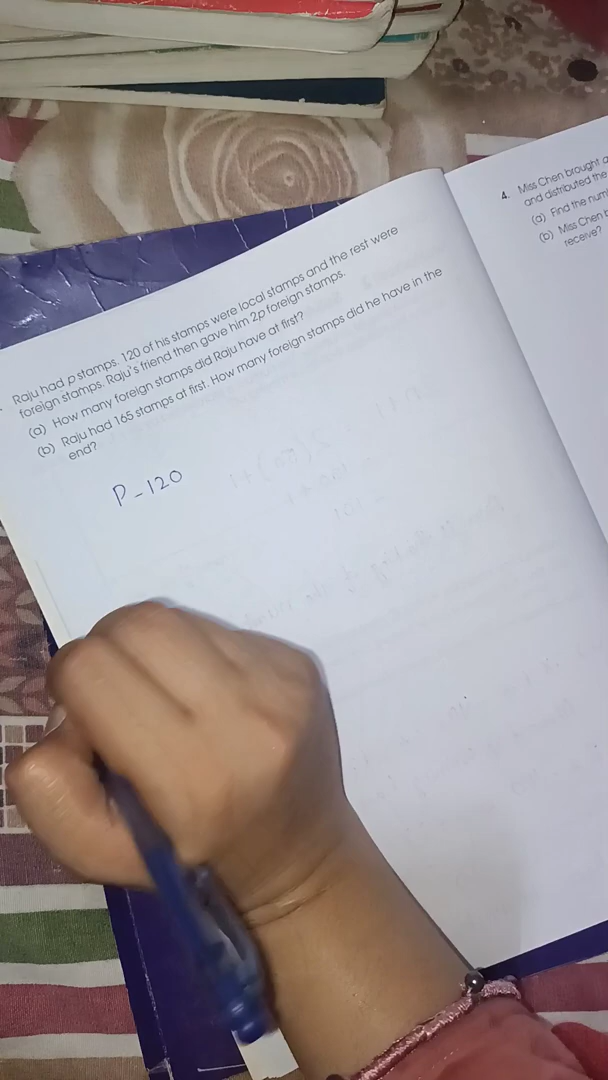 Raju had p stamps. 120 of his stamps were local stamps and the rest were
foreign stamps. Raju's friend then gave him 2p foreign stamps.
(a) How many foreign stamps did Raju have at first?
(b) Raju had 165 stamps at first. How many foreign stamps did he have in the
end?
P-120
4. Miss Chen brought
and distributed the
(a) Find the
(b) Miss Chen
receive?